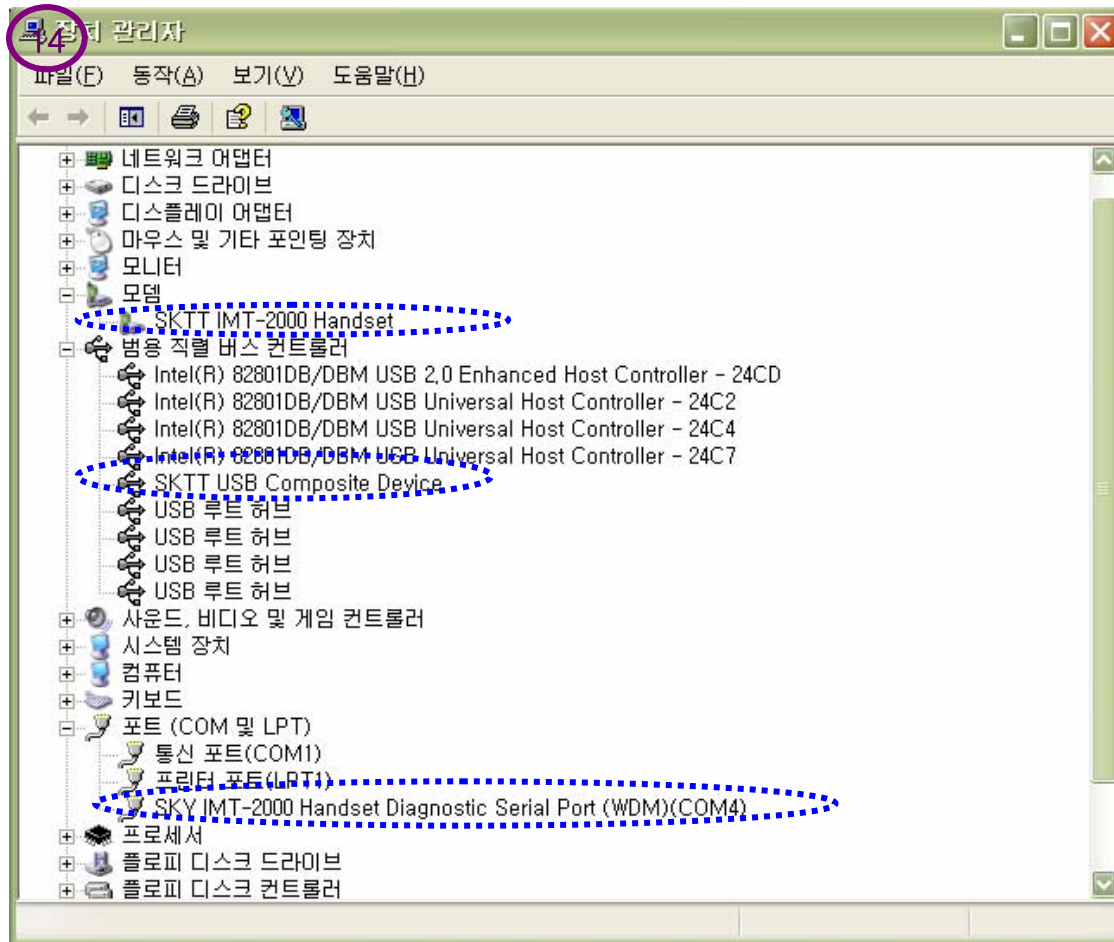 14
장치 관리자
파일(F) 동작(A) 보기(V) 도움말(H)
네트워크 어댑터
디스크 드라이브
디스플레이 어댑터
마우스 및 기타 포인팅 장치
모니터
모뎀
SKTT IMT-2000 Handset
범용 직렬 버스 컨트롤러
Intel(R) 82801DB/DBM USB 2,0 Enhanced Host Controller - 24CD
Intel(R) 82801DB/DBM USB Universal Host Controller - 24C2
Intel(R) 82801DB/DBM USB Universal Host Controller - 24C4
Intel(R) 82801DB/DBM USB Universal Host Controller - 24C7
SKTT USB Composite Device
USB 루트 허브
USB 루트 허브
USB 루트 허브
USB 루트 허브
사운드, 비디오 및 게임 컨트롤러
시스템 장치
컴퓨터
키보드
포트 (COM 및 LPT)
통신 포트(COM1)
프린터 포트(LPT1)
SKY IMT-2000 Handset Diagnostic Serial Port (WDM)(COM4)
프로세서
플로피 디스크 드라이브
플로피 디스크 컨트롤러